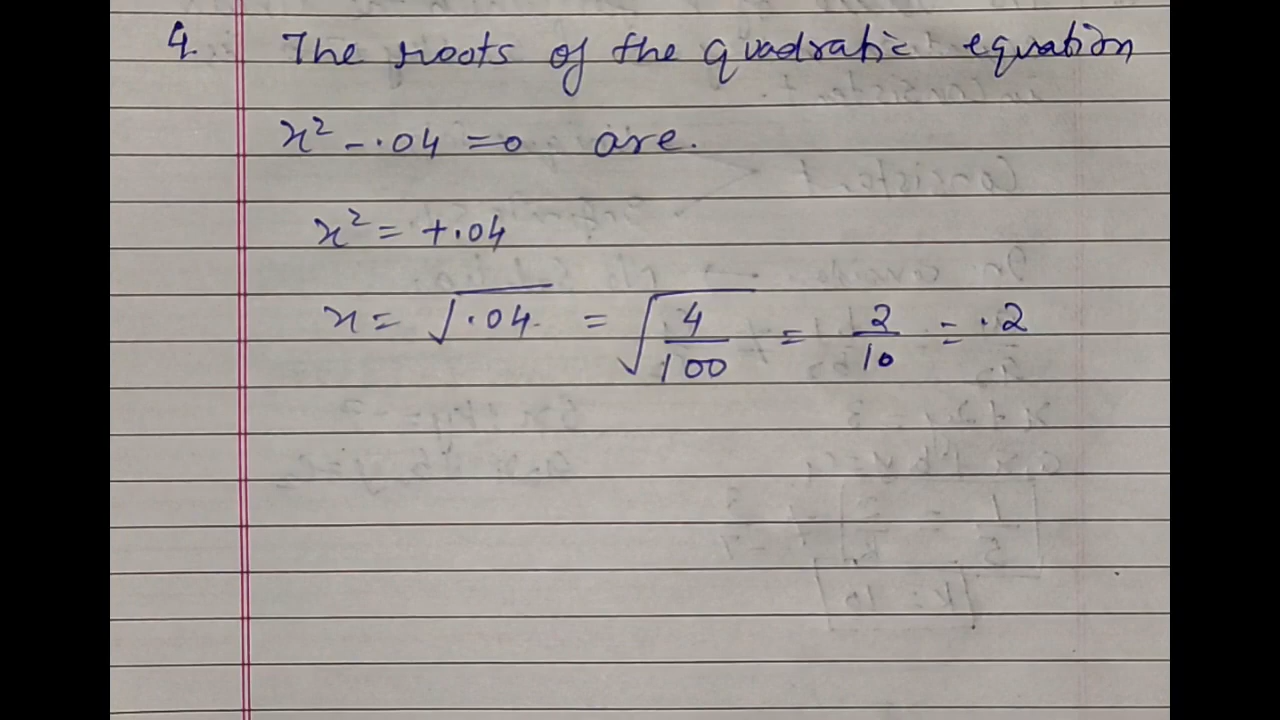 4. The roots of the quadratic equation
x² - .04 = 0 are.
x² = + .04
x = √.04 = √4/100 = 2/10 = .2